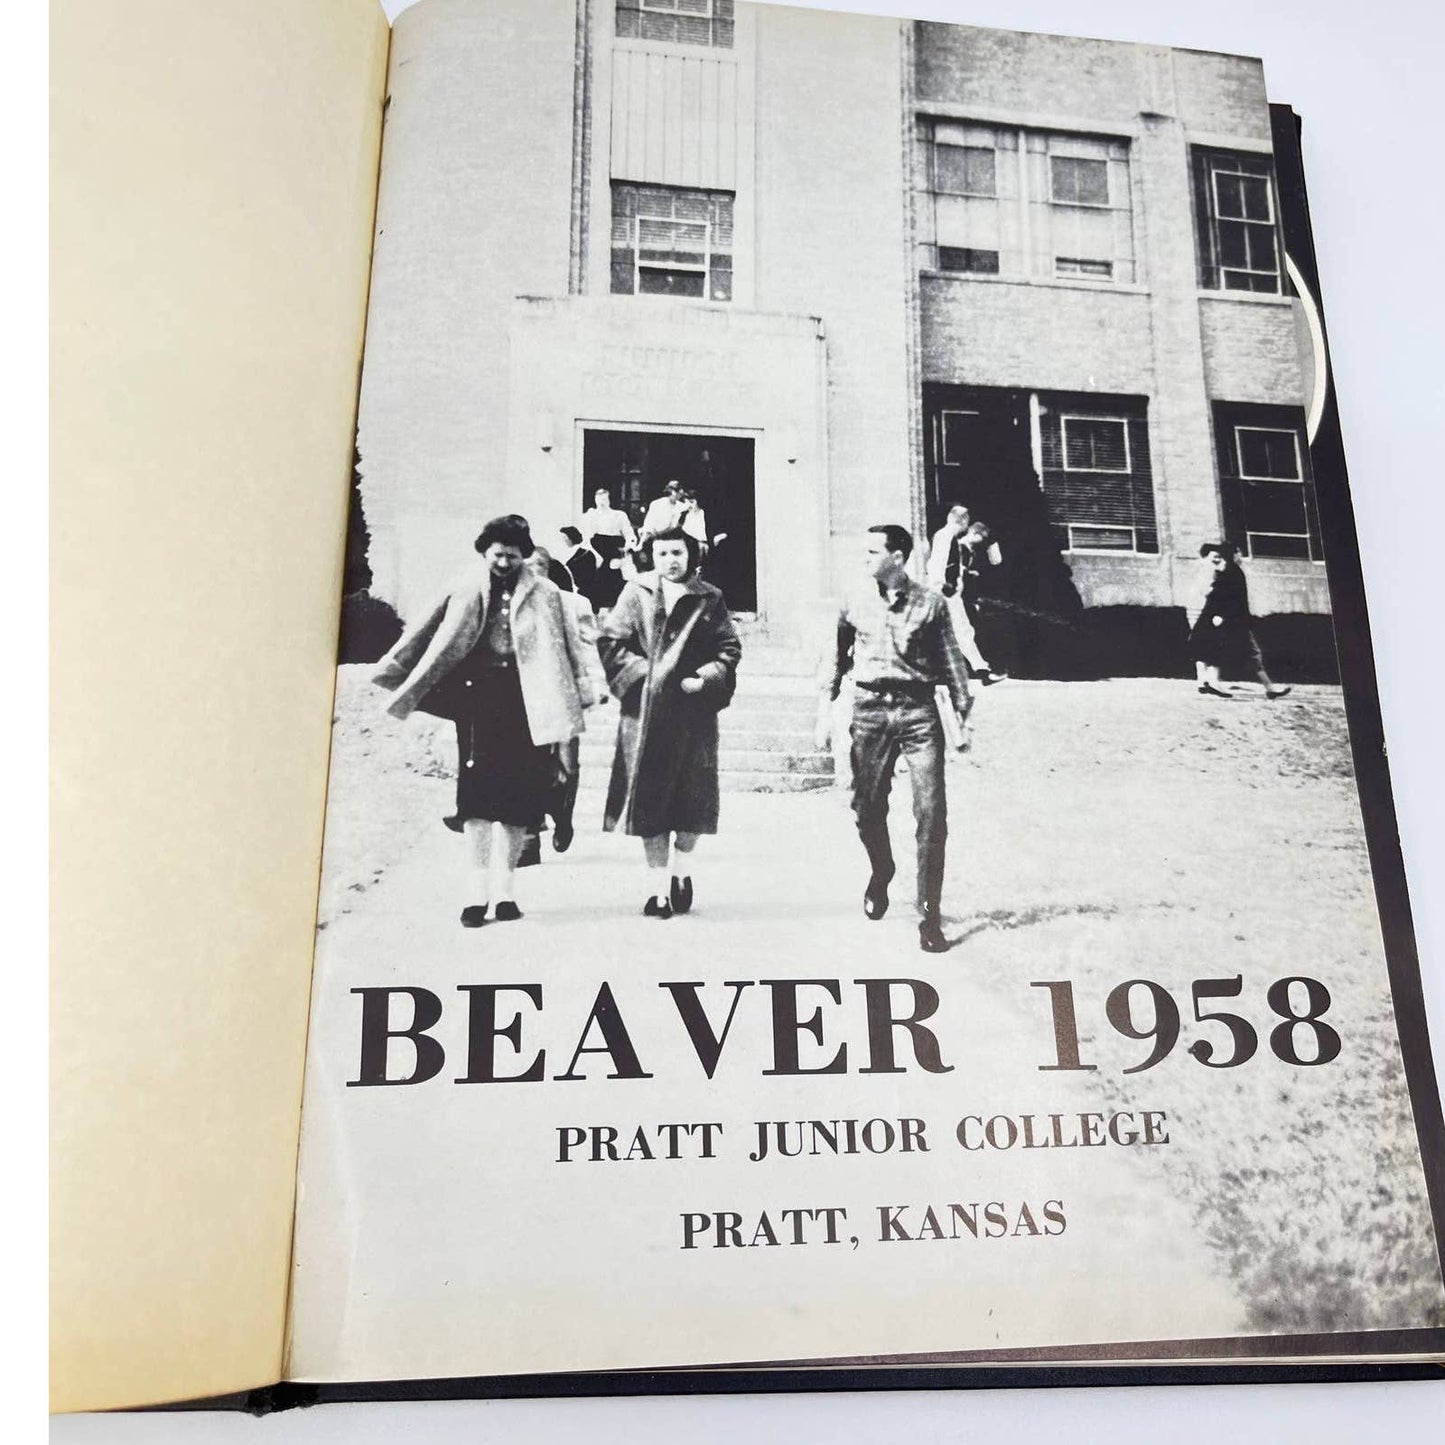 BEAVER 1958
PRATT JUNIOR COLLEGE
PRATT, KANSAS